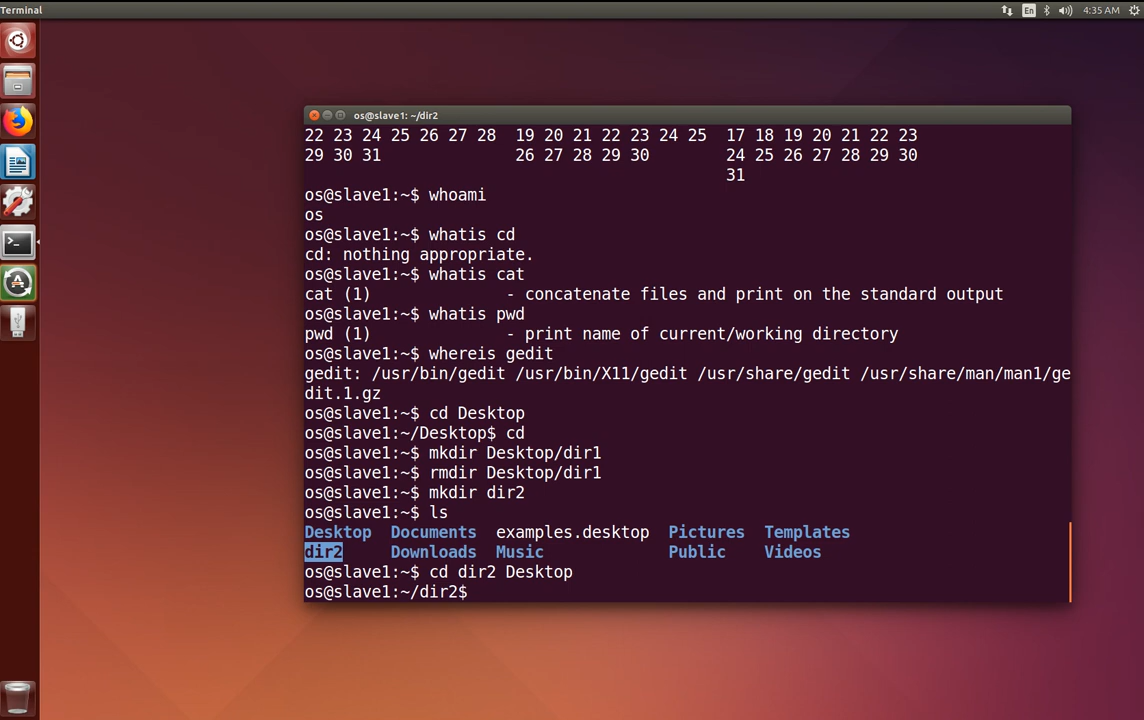 Terminal
En
4:35 AM
os@slave1: ~/dir2
22 23 24 25 26 27 28  19 20 21 22 23 24 25  17 18 19 20 21 22 23
29 30 31              26 27 28 29 30        24 25 26 27 28 29 30
                                            31
os@slave1:~$ whoami
os
os@slave1:~$ whatis cd
cd: nothing appropriate.
os@slave1:~$ whatis cat
cat (1)              - concatenate files and print on the standard output
os@slave1:~$ whatis pwd
pwd (1)              - print name of current/working directory
os@slave1:~$ whereis gedit
gedit: /usr/bin/gedit /usr/bin/X11/gedit /usr/share/gedit /usr/share/man/man1/ge
dit.1.gz
os@slave1:~$ cd Desktop
os@slave1:~/Desktop$ cd
os@slave1:~$ mkdir Desktop/dir1
os@slave1:~$ rmdir Desktop/dir1
os@slave1:~$ mkdir dir2
os@slave1:~$ ls
Desktop  Documents  examples.desktop  Pictures  Templates
dir2     Downloads  Music             Public    Videos
os@slave1:~$ cd dir2 Desktop
os@slave1:~/dir2$